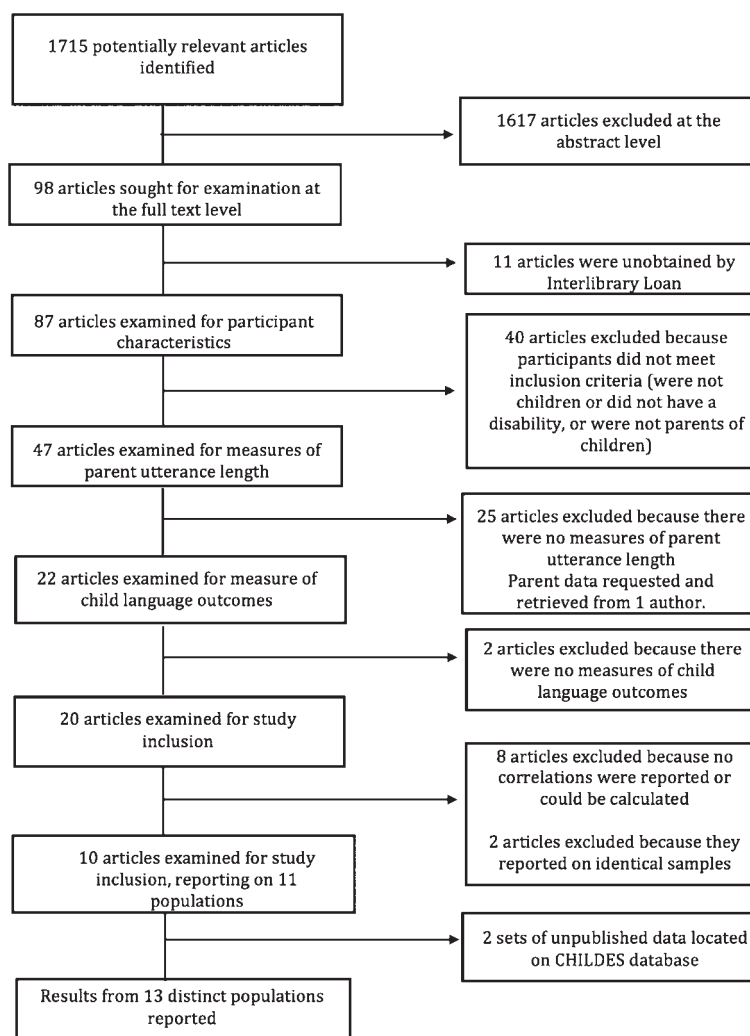 1715 potentially relevant articles
identified
1617 articles excluded at the
abstract level
98 articles sought for examination at
the full text level
11 articles were unobtained by
Interlibrary Loan
87 articles examined for participant
characteristics
40 articles excluded because
participants did not meet
inclusion criteria (were not
children or did not have a
disability, or were not parents of
children)
47 articles examined for measures of
parent utterance length
25 articles excluded because there
were no measures of parent
utterance length
Parent data requested and
retrieved from 1 author.
22 articles examined for measure of
child language outcomes
2 articles excluded because there
were no measures of child
language outcomes
20 articles examined for study
inclusion
8 articles excluded because no
correlations were reported or
could be calculated
2 articles excluded because they
reported on identical samples
10 articles examined for study
inclusion, reporting on 11
populations
2 sets of unpublished data located
on CHILDES database
Results from 13 distinct populations
reported